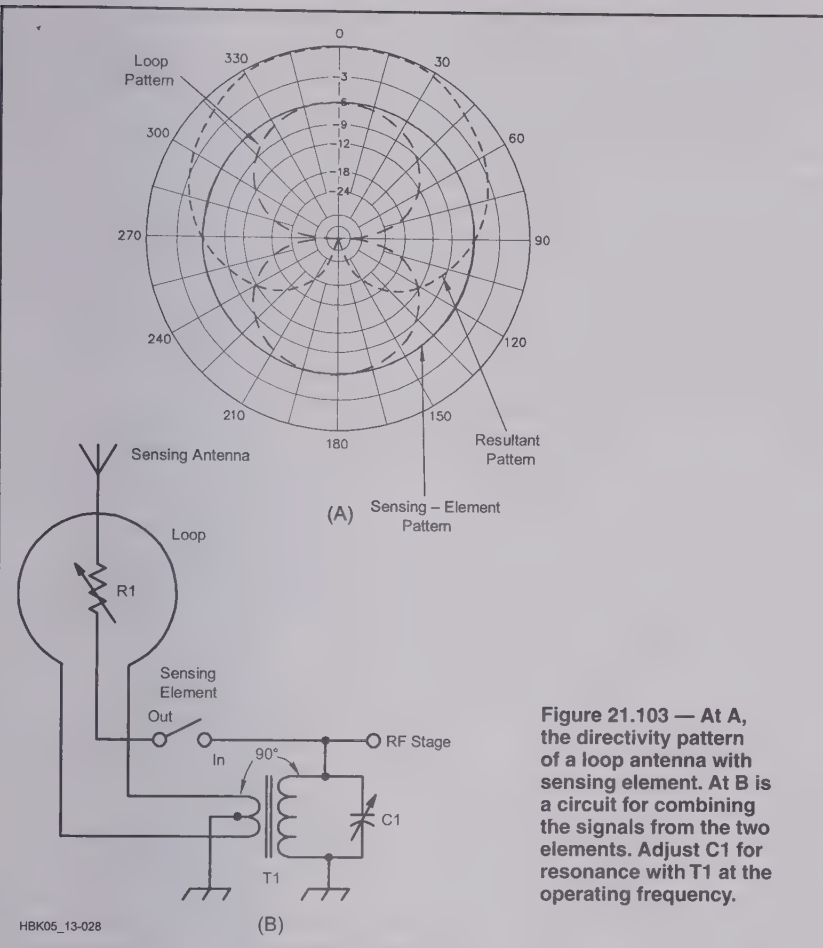 0
330
30
Loop
Pattern
-3
-6
300
60
-9
-12
-18
-24
270
90
240
120
210
150
180
Resultant
Pattern
Sensing – Element
Pattern
(A)
Sensing Antenna
Loop
R1
Sensing
Element
Out
In
90°
RF Stage
C1
T1
(B)
HBK05_13-028
Figure 21.103 — At A,
the directivity pattern
of a loop antenna with
sensing element. At B is
a circuit for combining
the signals from the two
elements. Adjust C1 for
resonance with T1 at the
operating frequency.